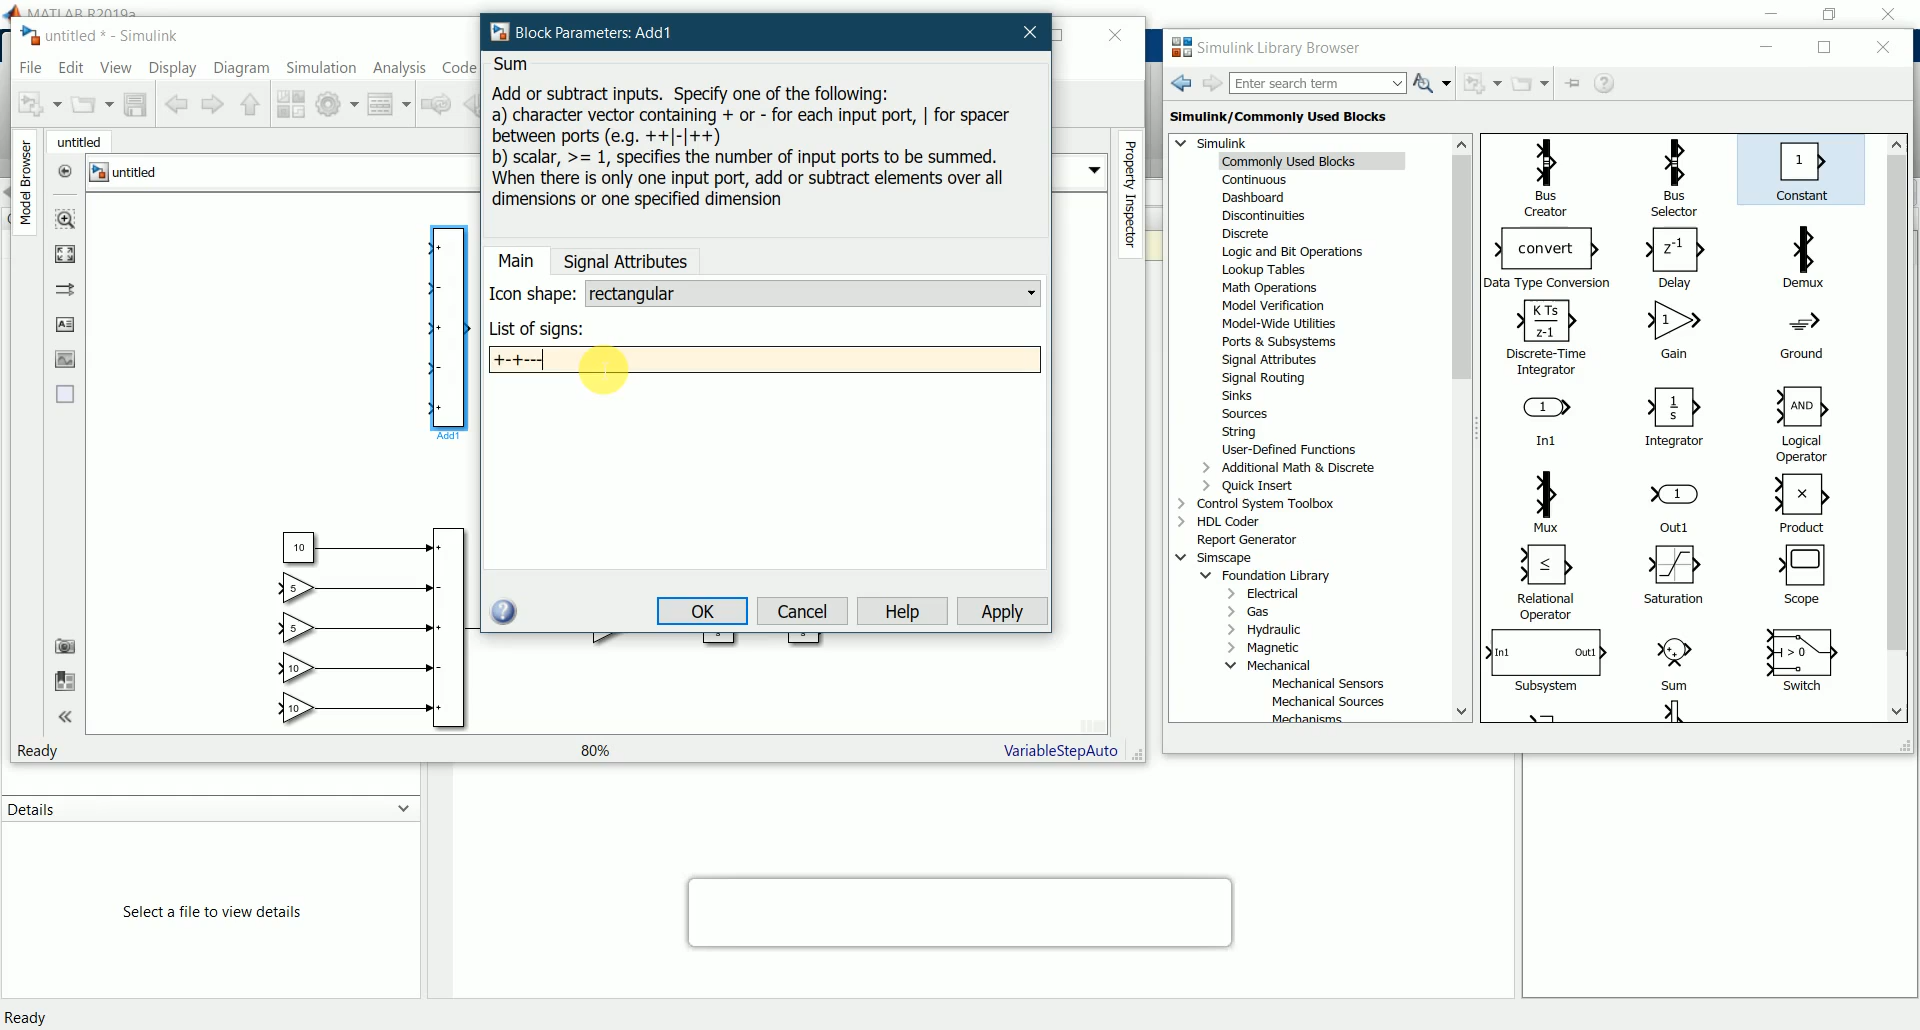 MATLAB R2019a
untitled * - Simulink
File Edit View Display Diagram Simulation Analysis Code
untitled
untitled
Model Browser
Property Inspector
+
-
+
-
+
Add1
10
5
5
10
10
+
-
+
-
+
Ready
80%
VariableStepAuto
Block Parameters: Add1
Sum
Add or subtract inputs. Specify one of the following:
a) character vector containing + or - for each input port, | for spacer
between ports (e.g. ++|-|++)
b) scalar, >= 1, specifies the number of input ports to be summed.
When there is only one input port, add or subtract elements over all
dimensions or one specified dimension
Main Signal Attributes
Icon shape: rectangular
List of signs:
+-+---
OK Cancel Help Apply
Simulink Library Browser
Enter search term
Simulink/Commonly Used Blocks
Simulink
Commonly Used Blocks
Continuous
Dashboard
Discontinuities
Discrete
Logic and Bit Operations
Lookup Tables
Math Operations
Model Verification
Model-Wide Utilities
Ports & Subsystems
Signal Attributes
Signal Routing
Sinks
Sources
String
User-Defined Functions
Additional Math & Discrete
Quick Insert
Control System Toolbox
HDL Coder
Report Generator
Simscape
Foundation Library
Electrical
Gas
Hydraulic
Magnetic
Mechanical
Mechanical Sensors
Mechanical Sources
Mechanisms
1
Bus
Creator
Bus
Selector
Constant
convert
Z-1
Data Type Conversion
Delay
Demux
K Ts
z-1
1
Discrete-Time
Integrator
Gain
Ground
1
1
s
AND
In1
Integrator
Logical
Operator
1
×
Mux
Out1
Product
≤
Relational
Operator
Saturation
Scope
In1 Out1
+
+
> 0
Subsystem
Sum
Switch
Details
Select a file to view details
Ready